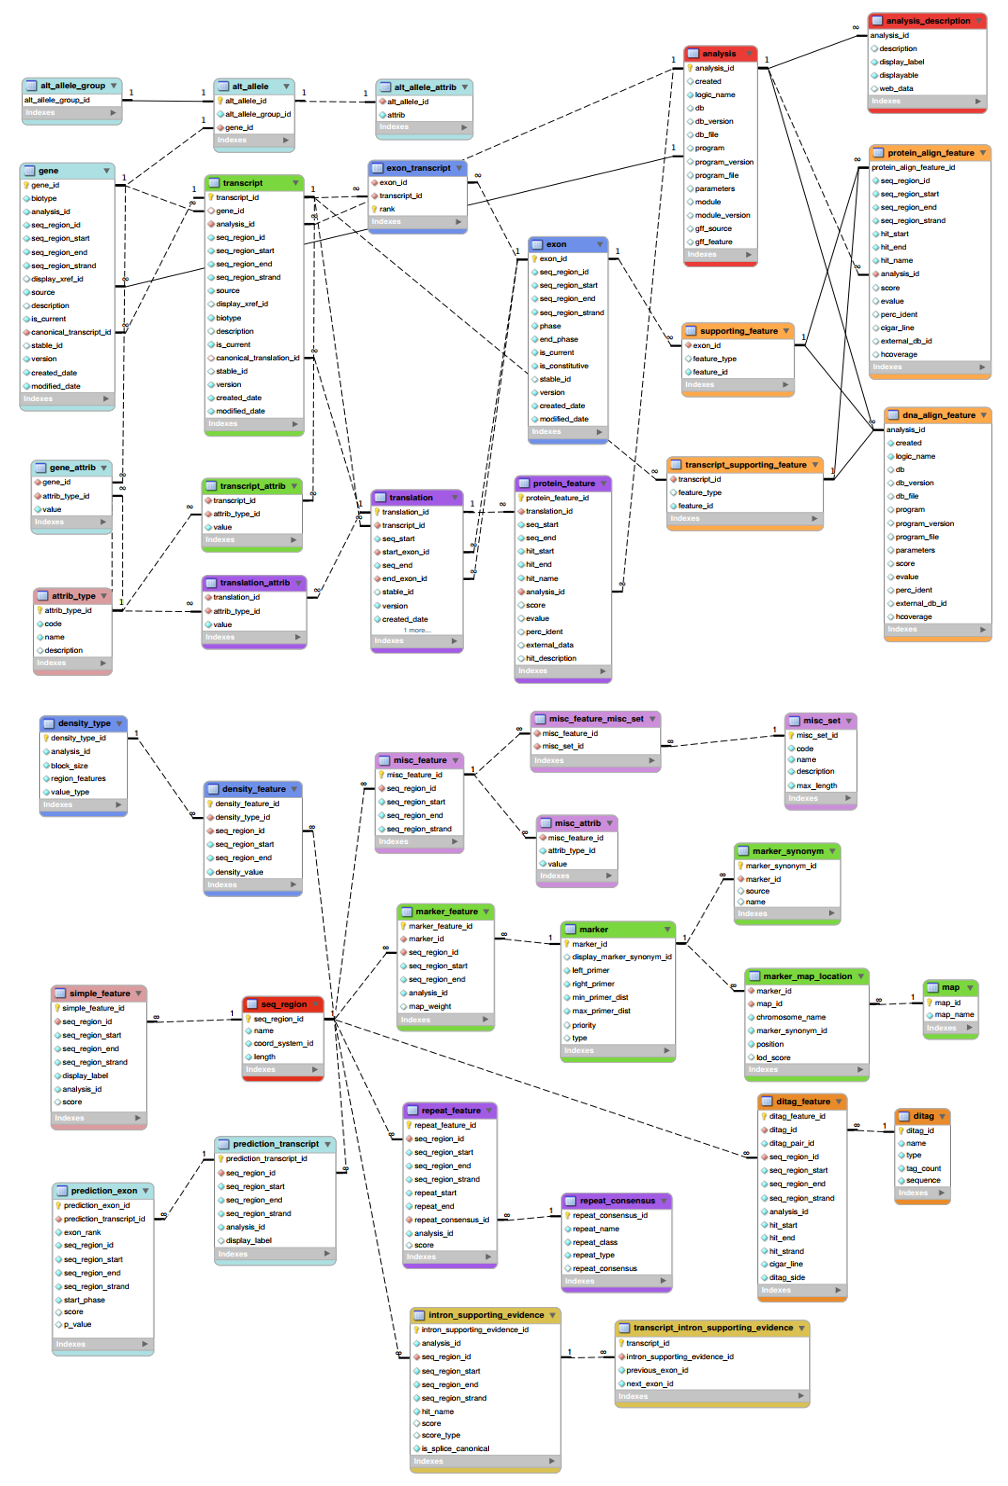 alt_allele_group
alt_allele_group_id
Indexes
alt_allele
alt_allele_id
alt_allele_group_id
gene_id
Indexes
alt_allele_attrib
alt_allele_id
attrib
Indexes
analysis
analysis_id
created
logic_name
db
db_version
db_file
program
program_version
program_file
parameters
module
module_version
gff_source
gff_feature
Indexes
analysis_description
analysis_id
description
display_label
displayable
web_data
Indexes
gene
gene_id
biotype
analysis_id
seq_region_id
seq_region_start
seq_region_end
seq_region_strand
display_xref_id
source
description
is_current
canonical_transcript_id
stable_id
version
created_date
modified_date
Indexes
transcript
transcript_id
gene_id
analysis_id
seq_region_id
seq_region_start
seq_region_end
seq_region_strand
source
display_xref_id
biotype
description
is_current
canonical_translation_id
stable_id
version
created_date
modified_date
Indexes
exon_transcript
exon_id
transcript_id
rank
Indexes
exon
exon_id
seq_region_id
seq_region_start
seq_region_end
seq_region_strand
phase
end_phase
is_current
is_constitutive
stable_id
version
created_date
modified_date
Indexes
protein_align_feature
protein_align_feature_id
seq_region_id
seq_region_start
seq_region_end
seq_region_strand
hit_start
hit_end
hit_name
analysis_id
score
evalue
perc_ident
cigar_line
external_db_id
hcoverage
Indexes
supporting_feature
exon_id
feature_type
feature_id
Indexes
dna_align_feature
analysis_id
created
logic_name
db
db_version
db_file
program
program_version
program_file
parameters
score
evalue
perc_ident
external_db_id
hcoverage
Indexes
transcript_supporting_feature
transcript_id
feature_type
feature_id
Indexes
gene_attrib
gene_id
attrib_type_id
value
Indexes
transcript_attrib
transcript_id
attrib_type_id
value
Indexes
translation
translation_id
transcript_id
seq_start
start_exon_id
seq_end
end_exon_id
stable_id
version
created_date
1 more...
Indexes
protein_feature
protein_feature_id
translation_id
seq_start
seq_end
hit_start
hit_end
hit_name
analysis_id
score
evalue
perc_ident
external_data
hit_description
Indexes
attrib_type
attrib_type_id
code
name
description
Indexes
translation_attrib
translation_id
attrib_type_id
value
Indexes
density_type
density_type_id
analysis_id
block_size
region_features
value_type
Indexes
density_feature
density_feature_id
density_type_id
seq_region_id
seq_region_start
seq_region_end
density_value
Indexes
misc_feature
misc_feature_id
seq_region_id
seq_region_start
seq_region_end
seq_region_strand
Indexes
misc_feature_misc_set
misc_feature_id
misc_set_id
Indexes
misc_set
misc_set_id
code
name
description
max_length
Indexes
misc_attrib
misc_feature_id
attrib_type_id
value
Indexes
marker_synonym
marker_synonym_id
marker_id
source
name
Indexes
marker_feature
marker_feature_id
marker_id
seq_region_id
seq_region_start
seq_region_end
analysis_id
map_weight
Indexes
marker
marker_id
display_marker_synonym_id
left_primer
right_primer
min_primer_dist
max_primer_dist
priority
type
Indexes
marker_map_location
marker_id
map_id
chromosome_name
marker_synonym_id
position
lod_score
Indexes
map
map_id
map_name
Indexes
simple_feature
simple_feature_id
seq_region_id
seq_region_start
seq_region_end
seq_region_strand
display_label
analysis_id
score
Indexes
seq_region
seq_region_id
name
coord_system_id
length
Indexes
repeat_feature
repeat_feature_id
seq_region_id
seq_region_start
seq_region_end
seq_region_strand
repeat_start
repeat_end
repeat_consensus_id
analysis_id
score
Indexes
ditag_feature
ditag_feature_id
ditag_id
ditag_pair_id
seq_region_id
seq_region_start
seq_region_end
seq_region_strand
analysis_id
hit_start
hit_end
hit_strand
cigar_line
ditag_side
Indexes
ditag
ditag_id
name
type
tag_count
sequence
Indexes
prediction_transcript
prediction_transcript_id
seq_region_id
seq_region_start
seq_region_end
seq_region_strand
analysis_id
display_label
Indexes
prediction_exon
prediction_exon_id
prediction_transcript_id
exon_rank
seq_region_id
seq_region_start
seq_region_end
seq_region_strand
start_phase
score
p_value
Indexes
repeat_consensus
repeat_consensus_id
repeat_name
repeat_class
repeat_type
repeat_consensus
Indexes
intron_supporting_evidence
intron_supporting_evidence_id
analysis_id
seq_region_id
seq_region_start
seq_region_end
seq_region_strand
hit_name
score
score_type
is_splice_canonical
Indexes
transcript_intron_supporting_evidence
transcript_id
intron_supporting_evidence_id
previous_exon_id
next_exon_id
Indexes